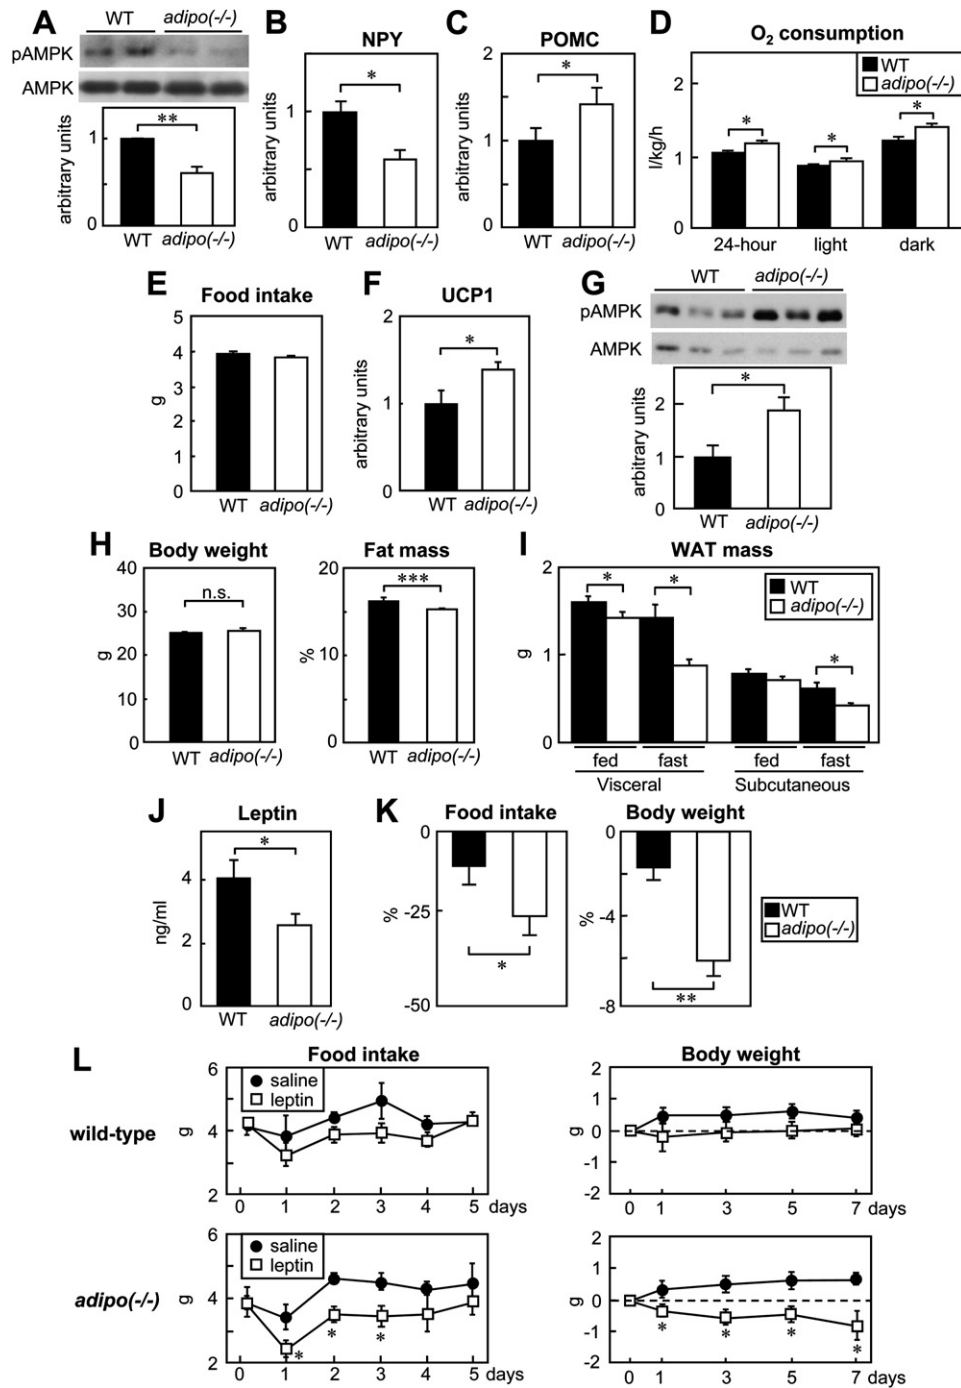 A
WT adipo(-/-)
pAMPK
AMPK
**
arbitrary units
1
0
WT adipo(-/-)
B
NPY
*
arbitrary units
1
0
WT adipo(-/-)
C
POMC
*
arbitrary units
2
1
0
WT adipo(-/-)
D
O₂ consumption
WT
adipo(-/-)
l/kg/h
2
1
0
* * *
24-hour light dark
E
Food intake
g
5
4
3
2
1
0
WT adipo(-/-)
F
UCP1
*
arbitrary units
2
1
0
WT adipo(-/-)
G
WT adipo(-/-)
pAMPK
AMPK
*
arbitrary units
2
1
0
WT adipo(-/-)
H
Body weight
n.s.
g
40
30
20
10
0
WT adipo(-/-)
Fat mass
***
%
20
10
0
WT adipo(-/-)
I
WAT mass
WT
adipo(-/-)
g
2
1
0
* * *
fed fast fed fast
Visceral Subcutaneous
J
Leptin
*
ng/ml
4
2
0
WT adipo(-/-)
K
Food intake
%
0
-25
-50
*
Body weight
%
0
-4
-8
**
WT
adipo(-/-)
L
Food intake Body weight
wild-type
saline
leptin
g
6
4
2
0 1 2 3 4 5 days
g
2
1
0
-1
-2
0 1 3 5 7 days
adipo(-/-)
saline
leptin
g
6
4
2
* * *
0 1 2 3 4 5 days
g
2
1
0
-1
-2
* * * *
0 1 3 5 7 days